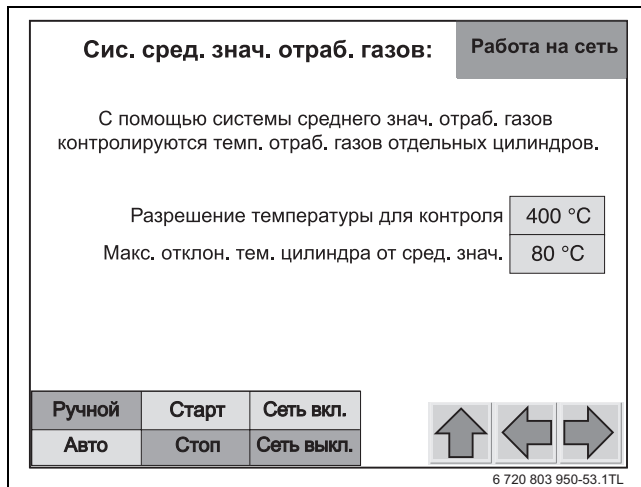 Сис. сред. знач. отраб. газов:
Работа на сеть
С помощью системы среднего знач. отраб. газов
контролируются темп. отраб. газов отдельных цилиндров.
Разрешение температуры для контроля 400 °C
Макс. отклон. тем. цилиндра от сред. знач. 80 °C
Ручной Старт Сеть вкл.
Авто Стоп Сеть выкл.
6 720 803 950-53.1TL